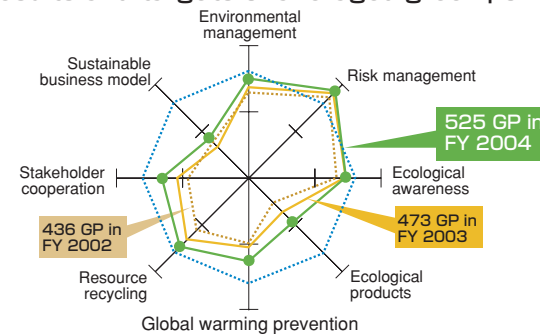 Environmental
management
Sustainable
business model
Risk management
525 GP in
FY 2004
Stakeholder
cooperation
Ecological
awareness
436 GP in
FY 2002
473 GP in
FY 2003
Resource
recycling
Ecological
products
Global warming prevention